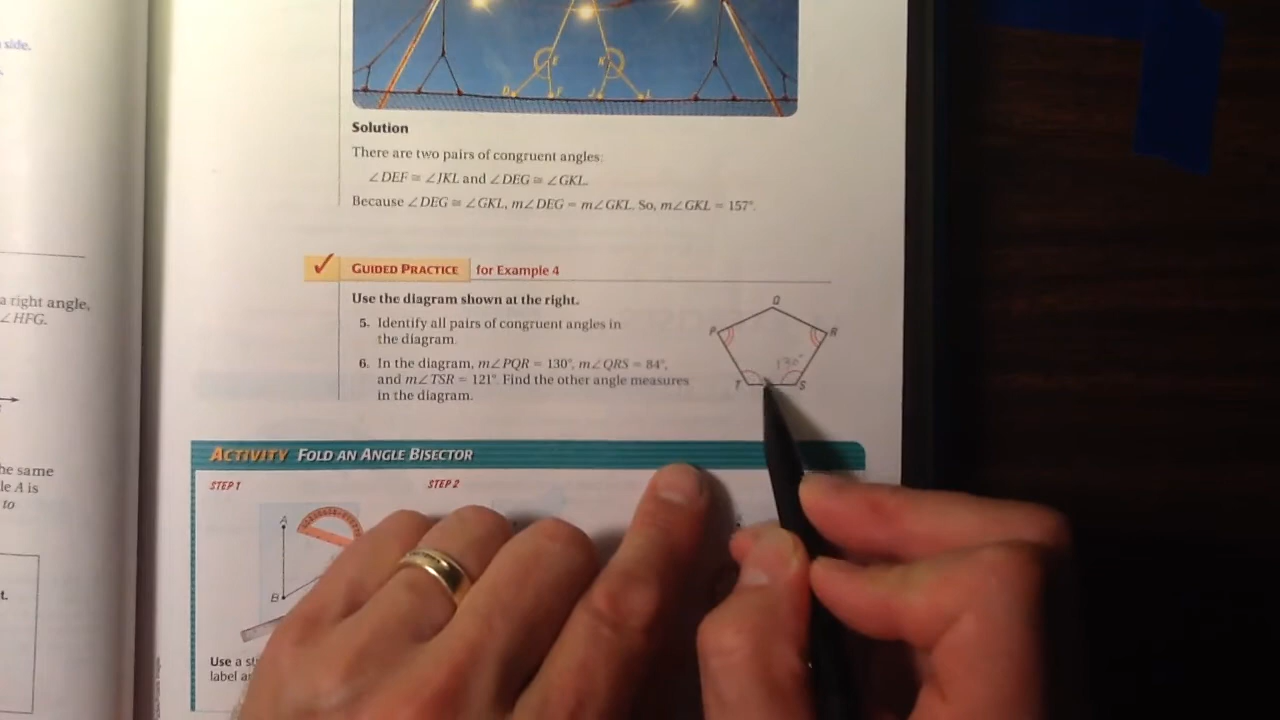 side.
a right angle,
∠HFG.
he same
le A is
to
t.
E K
D F J L
Solution
There are two pairs of congruent angles:
∠DEF ≅ ∠JKL and ∠DEG ≅ ∠GKL.
Because ∠DEG ≅ ∠GKL, m∠DEG = m∠GKL. So, m∠GKL = 157°.
GUIDED PRACTICE for Example 4
Use the diagram shown at the right.
5. Identify all pairs of congruent angles in
the diagram.
6. In the diagram, m∠PQR = 130°, m∠QRS = 84°,
and m∠TSR = 121°. Find the other angle measures
in the diagram.
Q
P R
130°
T S
ACTIVITY FOLD AN ANGLE BISECTOR
STEP 1 STEP 2
A
B
Use a
label